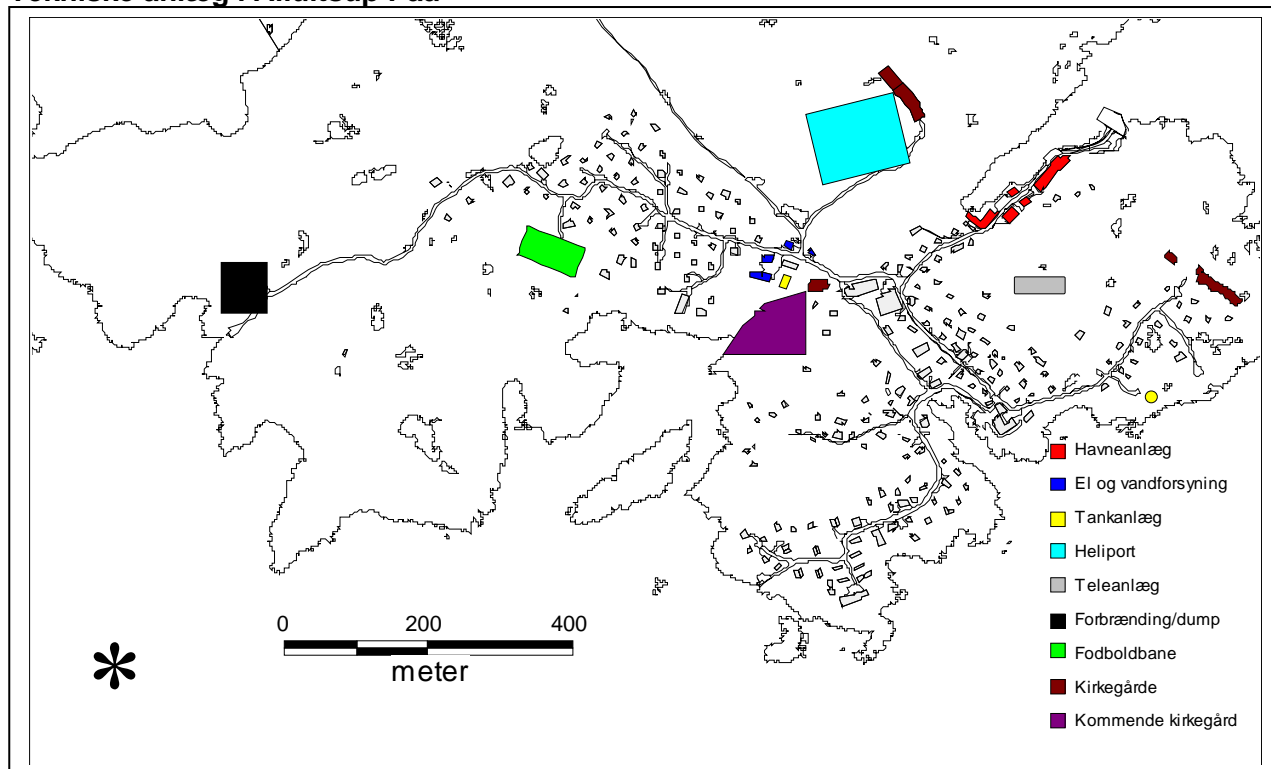 0 200 400
meter
Havneanlæg
El og vandforsyning
Tankanlæg
Heliport
Teleanlæg
Forbrænding/dump
Fodboldbane
Kirkegårde
Kommende kirkegård